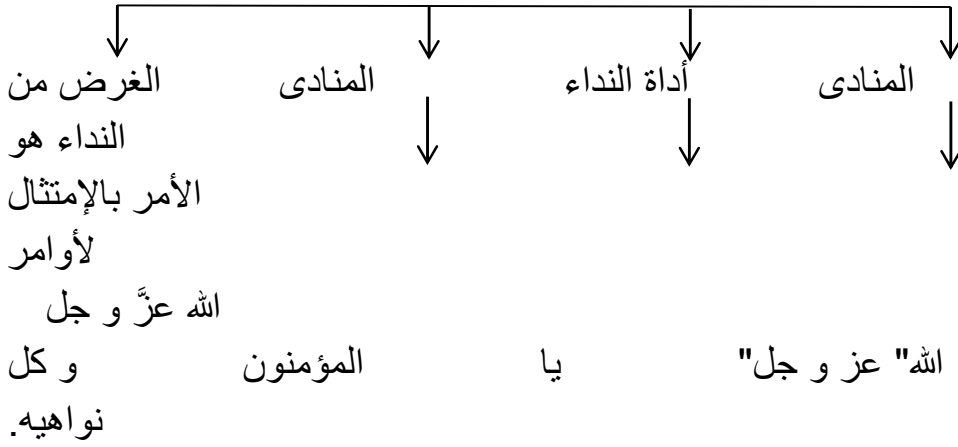 المنادى أداة النداء المنادى الغرض من
النداء هو
الأمر بالإمتثال
لأوامر
الله عزَّ و جل
الله" عز و جل" يا المؤمنون و كل
نواهيه.